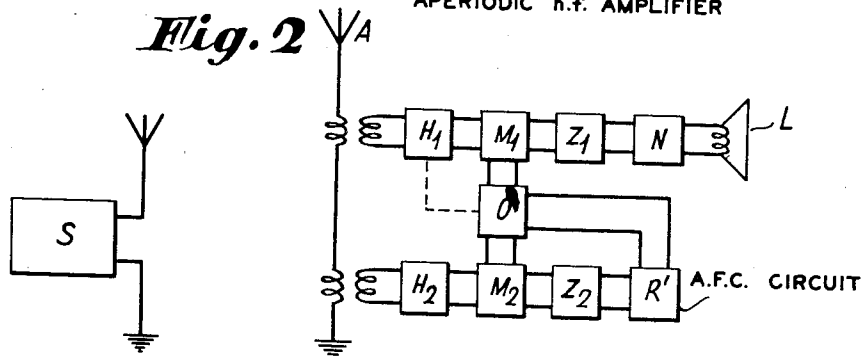 APERIODIC h.f. AMPLIFIER
Fig. 2
A
H1 M1 Z1 N L
S
O
H2 M2 Z2 R' A.F.C. CIRCUIT